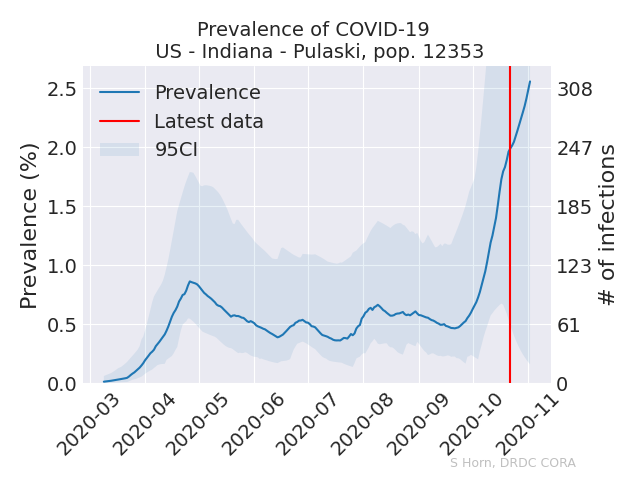 Prevalence of COVID-19
US - Indiana - Pulaski, pop. 12353
Prevalence
Latest data
95CI
Prevalence (%)
2.5
2.0
1.5
1.0
0.5
0.0
308
247
185
123
61
0
# of infections
2020-03
2020-04
2020-05
2020-06
2020-07
2020-08
2020-09
2020-10
2020-11
S Horn, DRDC CORA